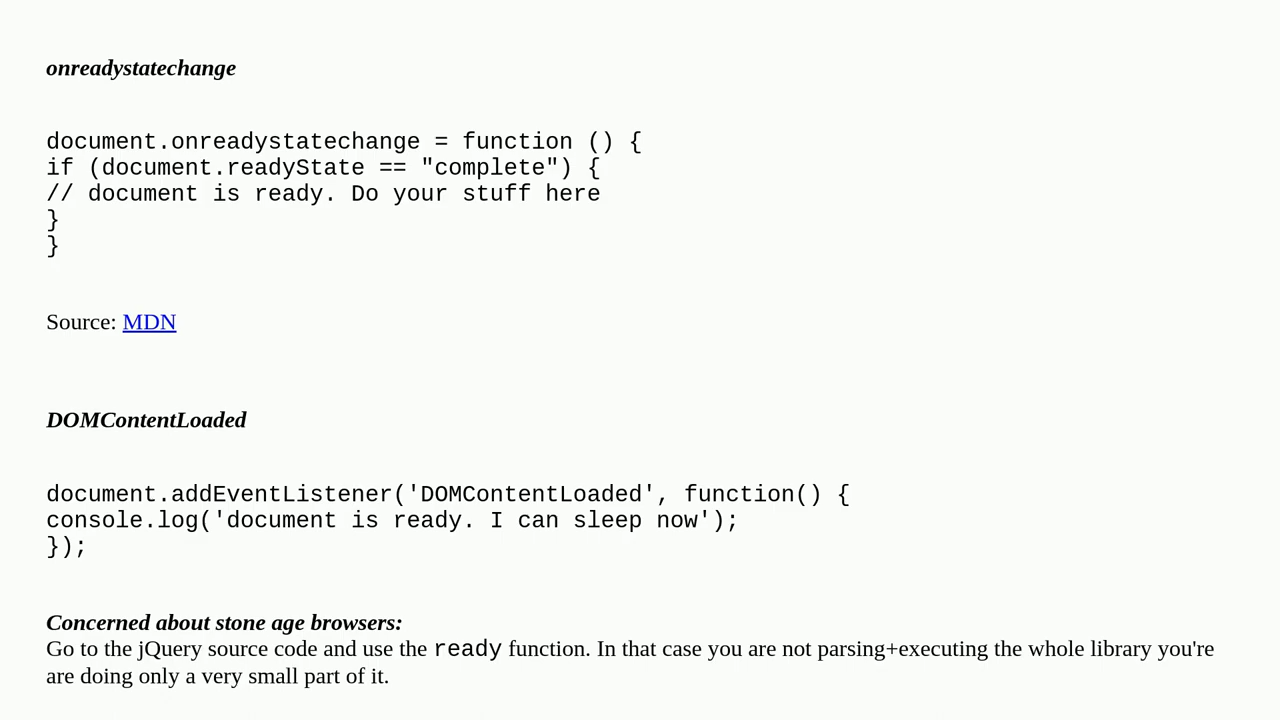 onreadystatechange
document.onreadystatechange = function () {
if (document.readyState == "complete") {
// document is ready. Do your stuff here
}
}
Source: MDN
DOMContentLoaded
document.addEventListener('DOMContentLoaded', function() {
console.log('document is ready. I can sleep now');
});
Concerned about stone age browsers:
Go to the jQuery source code and use the ready function. In that case you are not parsing+executing the whole library you're
are doing only a very small part of it.